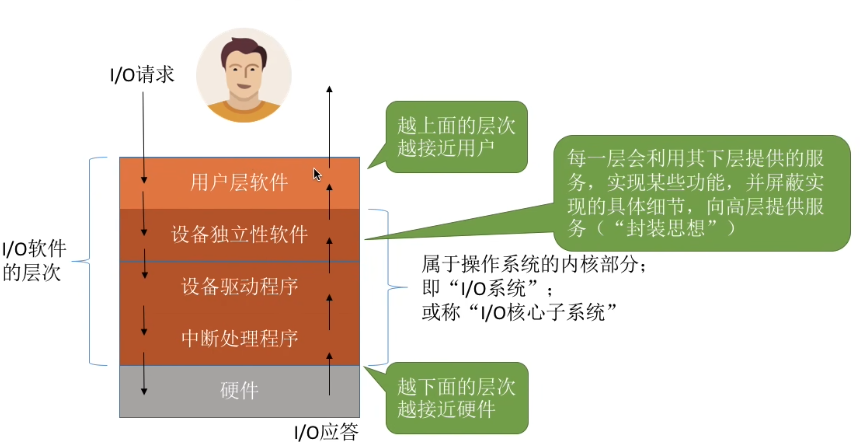 I/O请求
越上面的层次
越接近用户
每一层会利用其下层提供的服
务，实现某些功能，并屏蔽实
现的具体细节，向高层提供服
务（“封装思想”）
用户层软件
设备独立性软件
I/O软件
的层次
设备驱动程序
属于操作系统的内核部分；
即“I/O系统”；
或称“I/O核心子系统”
中断处理程序
硬件
越下面的层次
越接近硬件
I/O应答